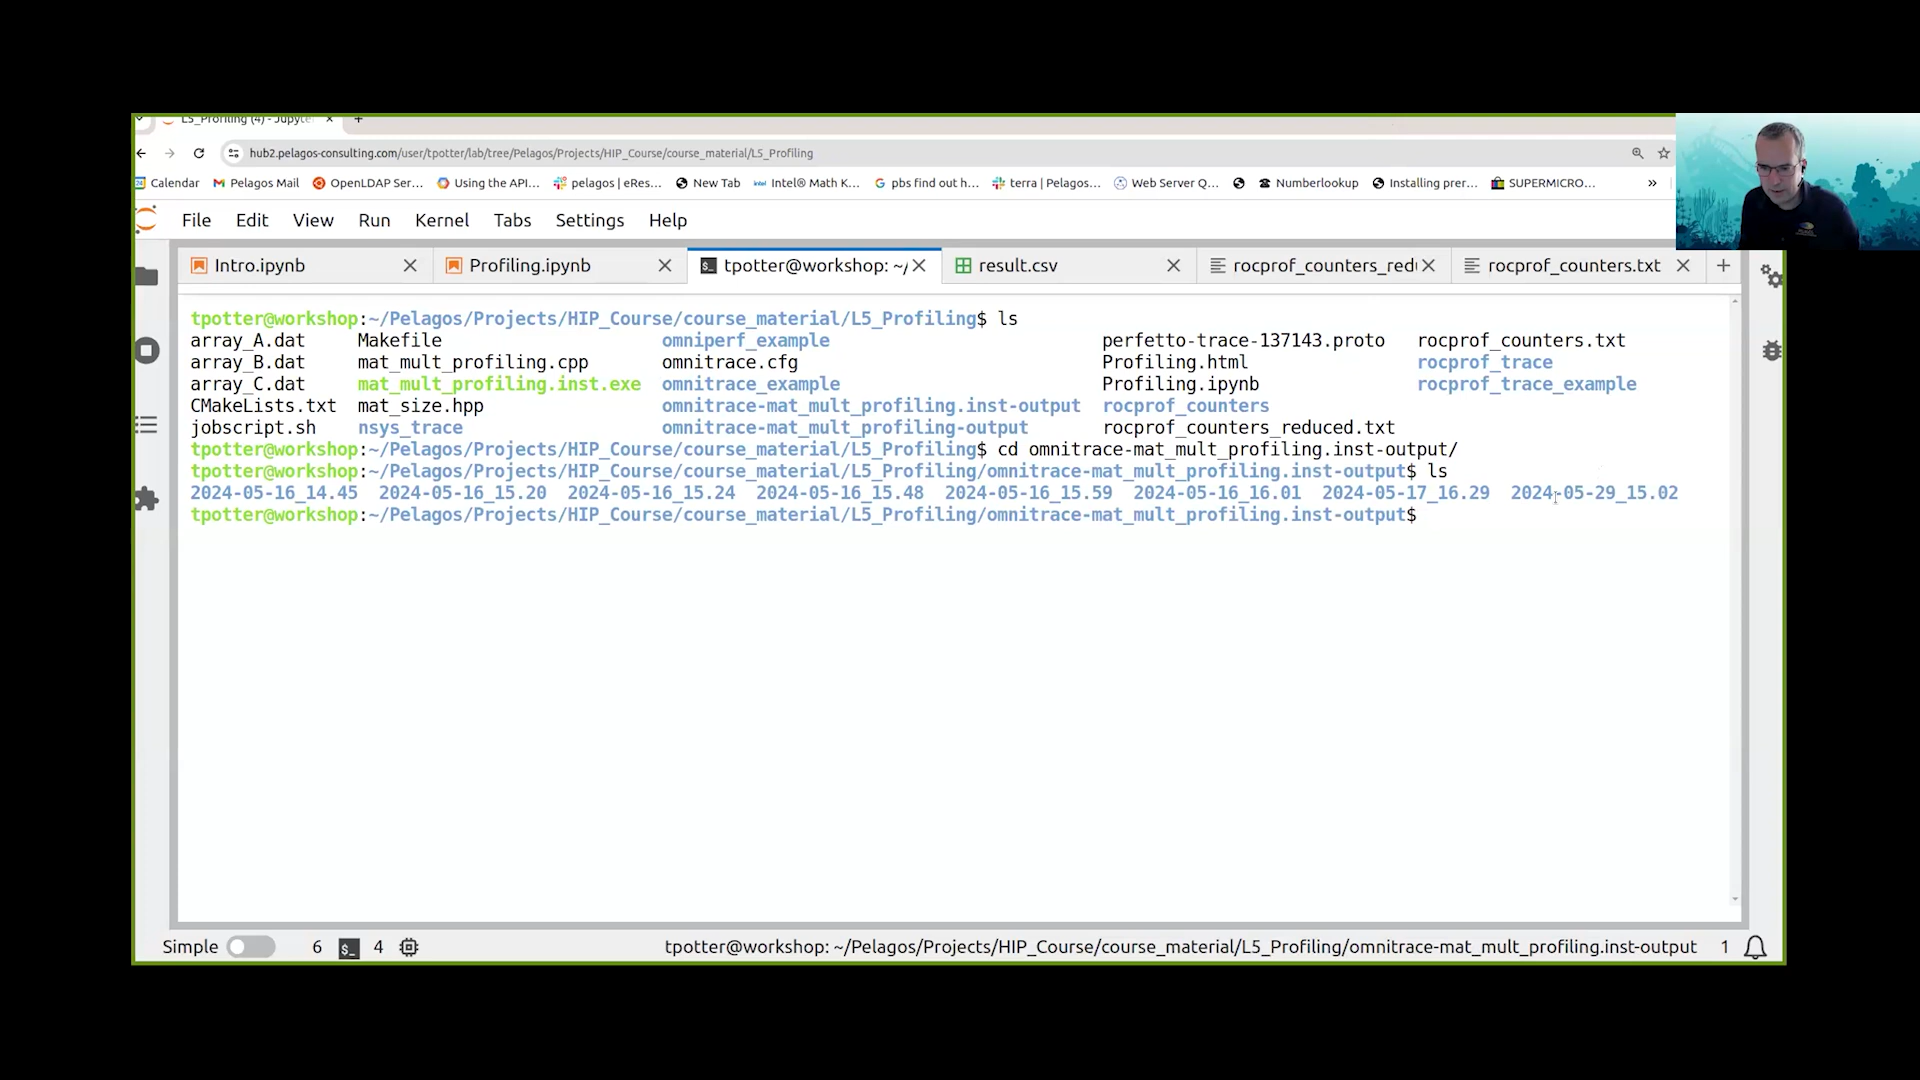 L5_Profiling (4) - Jupyte
hub2.pelagos-consulting.com/user/tpotter/lab/tree/Pelagos/Projects/HIP_Course/course_material/L5_Profiling
Calendar Pelagos Mail OpenLDAP Ser... Using the API... pelagos | eRes... New Tab Intel® Math K... pbs find out h... terra | Pelagos... Web Server Q... Numberlookup Installing prer... SUPERMICRO... »
File Edit View Run Kernel Tabs Settings Help
Intro.ipynb Profiling.ipynb tpotter@workshop: ~/ result.csv rocprof_counters_red rocprof_counters.txt
tpotter@workshop:~/Pelagos/Projects/HIP_Course/course_material/L5_Profiling$ ls
array_A.dat Makefile omniperf_example perfetto-trace-137143.proto rocprof_counters.txt
array_B.dat mat_mult_profiling.cpp omnitrace.cfg Profiling.html rocprof_trace
array_C.dat mat_mult_profiling.inst.exe omnitrace_example Profiling.ipynb rocprof_trace_example
CMakeLists.txt mat_size.hpp omnitrace-mat_mult_profiling.inst-output rocprof_counters
jobscript.sh nsys_trace omnitrace-mat_mult_profiling-output rocprof_counters_reduced.txt
tpotter@workshop:~/Pelagos/Projects/HIP_Course/course_material/L5_Profiling$ cd omnitrace-mat_mult_profiling.inst-output/
tpotter@workshop:~/Pelagos/Projects/HIP_Course/course_material/L5_Profiling/omnitrace-mat_mult_profiling.inst-output$ ls
2024-05-16_14.45 2024-05-16_15.20 2024-05-16_15.24 2024-05-16_15.48 2024-05-16_15.59 2024-05-16_16.01 2024-05-17_16.29 2024-05-29_15.02
tpotter@workshop:~/Pelagos/Projects/HIP_Course/course_material/L5_Profiling/omnitrace-mat_mult_profiling.inst-output$
Simple 6 $_ 4 tpotter@workshop: ~/Pelagos/Projects/HIP_Course/course_material/L5_Profiling/omnitrace-mat_mult_profiling.inst-output 1